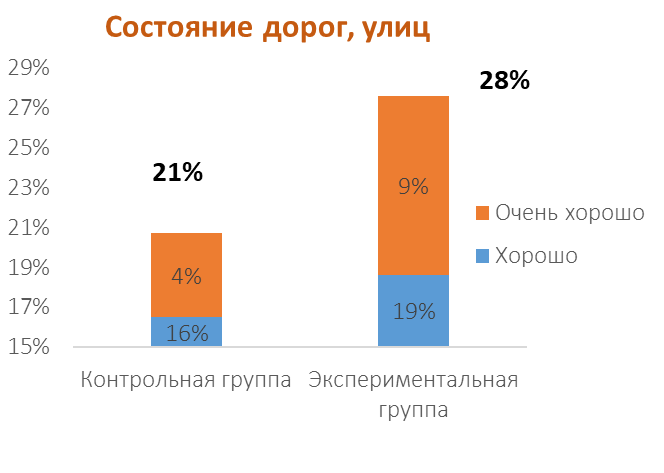 Состояние дорог, улиц
29%
27%
25%
23%
21%
19%
17%
15%
21%
28%
4%
16%
9%
19%
Очень хорошо
Хорошо
Контрольная группа
Экспериментальная
группа